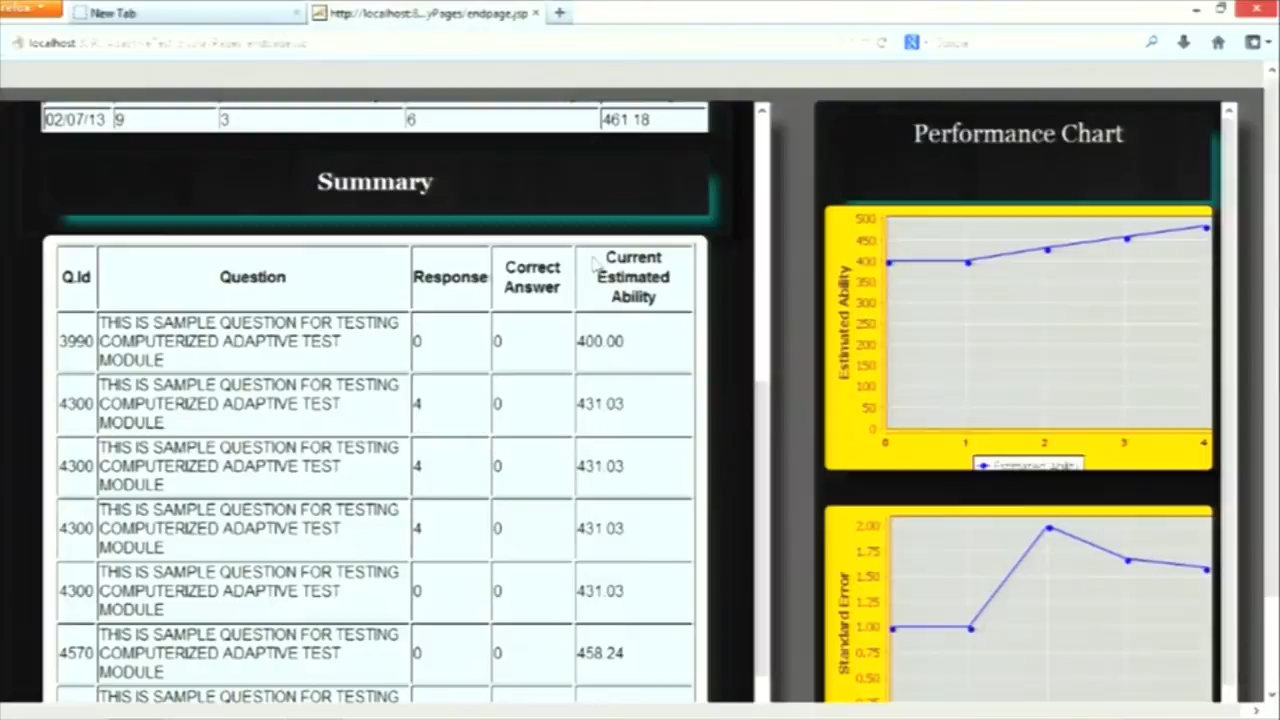 New Tab
http://localhost:8...yPages/endpage.jsp
localhost
02/07/13 9 3 6 461.18
Summary
Q.Id Question Response Correct Answer Current Estimated Ability
3990 THIS IS SAMPLE QUESTION FOR TESTING COMPUTERIZED ADAPTIVE TEST MODULE 0 0 400.00
4300 THIS IS SAMPLE QUESTION FOR TESTING COMPUTERIZED ADAPTIVE TEST MODULE 4 0 431.03
4300 THIS IS SAMPLE QUESTION FOR TESTING COMPUTERIZED ADAPTIVE TEST MODULE 4 0 431.03
4300 THIS IS SAMPLE QUESTION FOR TESTING COMPUTERIZED ADAPTIVE TEST MODULE 4 0 431.03
4300 THIS IS SAMPLE QUESTION FOR TESTING COMPUTERIZED ADAPTIVE TEST MODULE 0 0 431.03
4570 THIS IS SAMPLE QUESTION FOR TESTING COMPUTERIZED ADAPTIVE TEST MODULE 0 0 458.24
THIS IS SAMPLE QUESTION FOR TESTING
Performance Chart
Estimated Ability
500
450
400
350
300
250
200
150
100
50
0
0 1 2 3 4
Estimated Ability
Standard Error
2.00
1.75
1.50
1.25
1.00
0.75
0.50